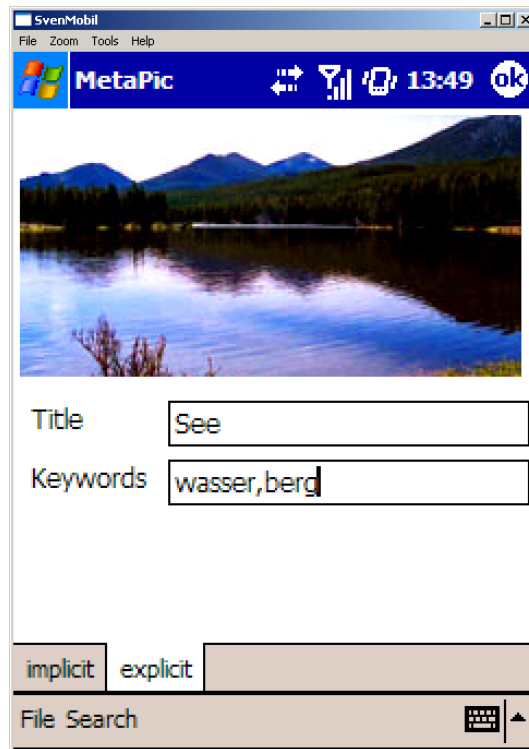 SvenMobil
File Zoom Tools Help
MetaPic 13:49 ok
Title See
Keywords wasser,berg
implicit explicit
File Search